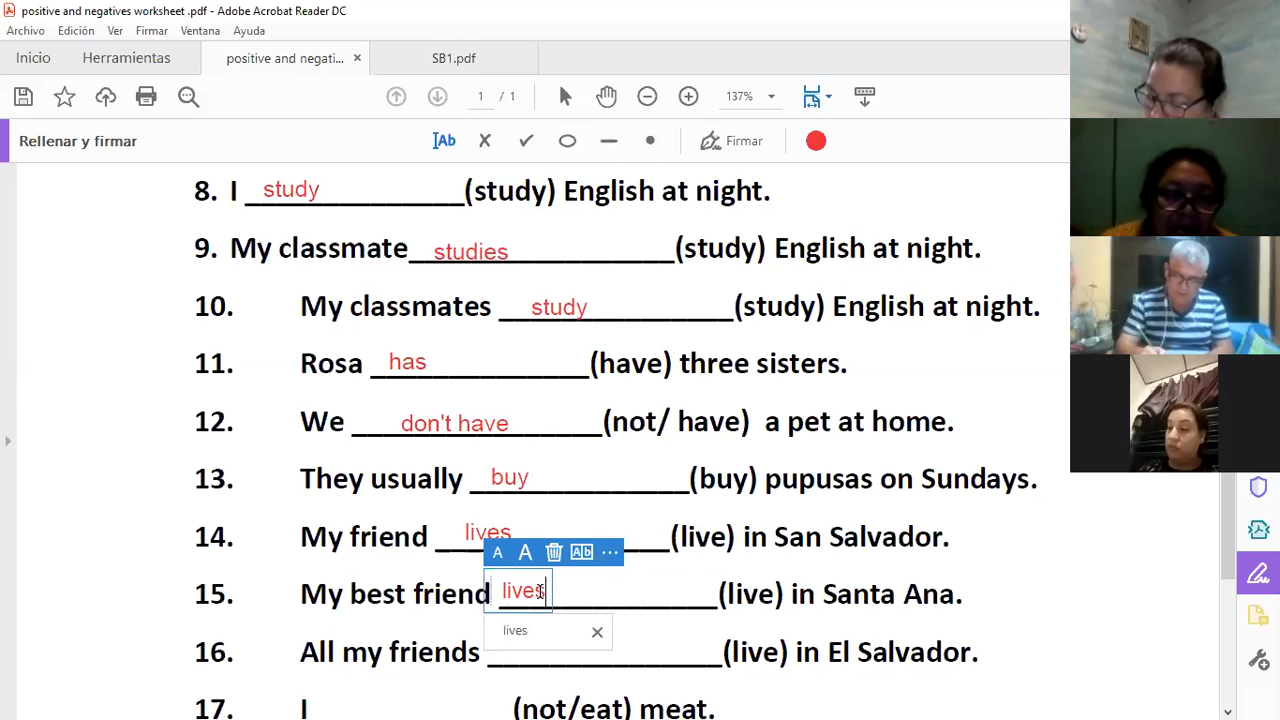 positive and negatives worksheet .pdf - Adobe Acrobat Reader DC
Archivo Edición Ver Firmar Ventana Ayuda
Inicio Herramientas positive and negati... × SB1.pdf
1 / 1 137%
Rellenar y firmar Ab Firmar
8. I study (study) English at night.
9. My classmate studies (study) English at night.
10. My classmates study (study) English at night.
11. Rosa has (have) three sisters.
12. We don't have (not/ have) a pet at home.
13. They usually buy (buy) pupusas on Sundays.
14. My friend lives (live) in San Salvador.
A A Ab ...
15. My best friend lives (live) in Santa Ana.
lives ×
16. All my friends ______________ (live) in El Salvador.
17. I ______________ (not/eat) meat.